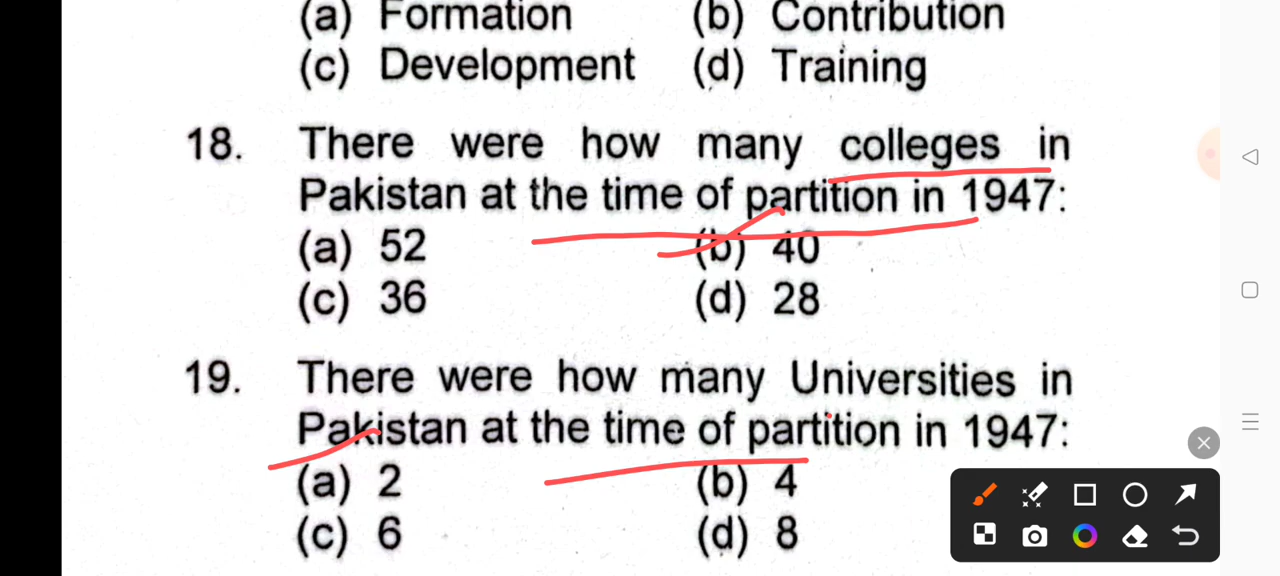 (a) Formation (b) Contribution
(c) Development (d) Training
18. There were how many colleges in
Pakistan at the time of partition in 1947:
(a) 52 (b) 40
(c) 36 (d) 28
19. There were how many Universities in
Pakistan at the time of partition in 1947:
(a) 2 (b) 4
(c) 6 (d) 8